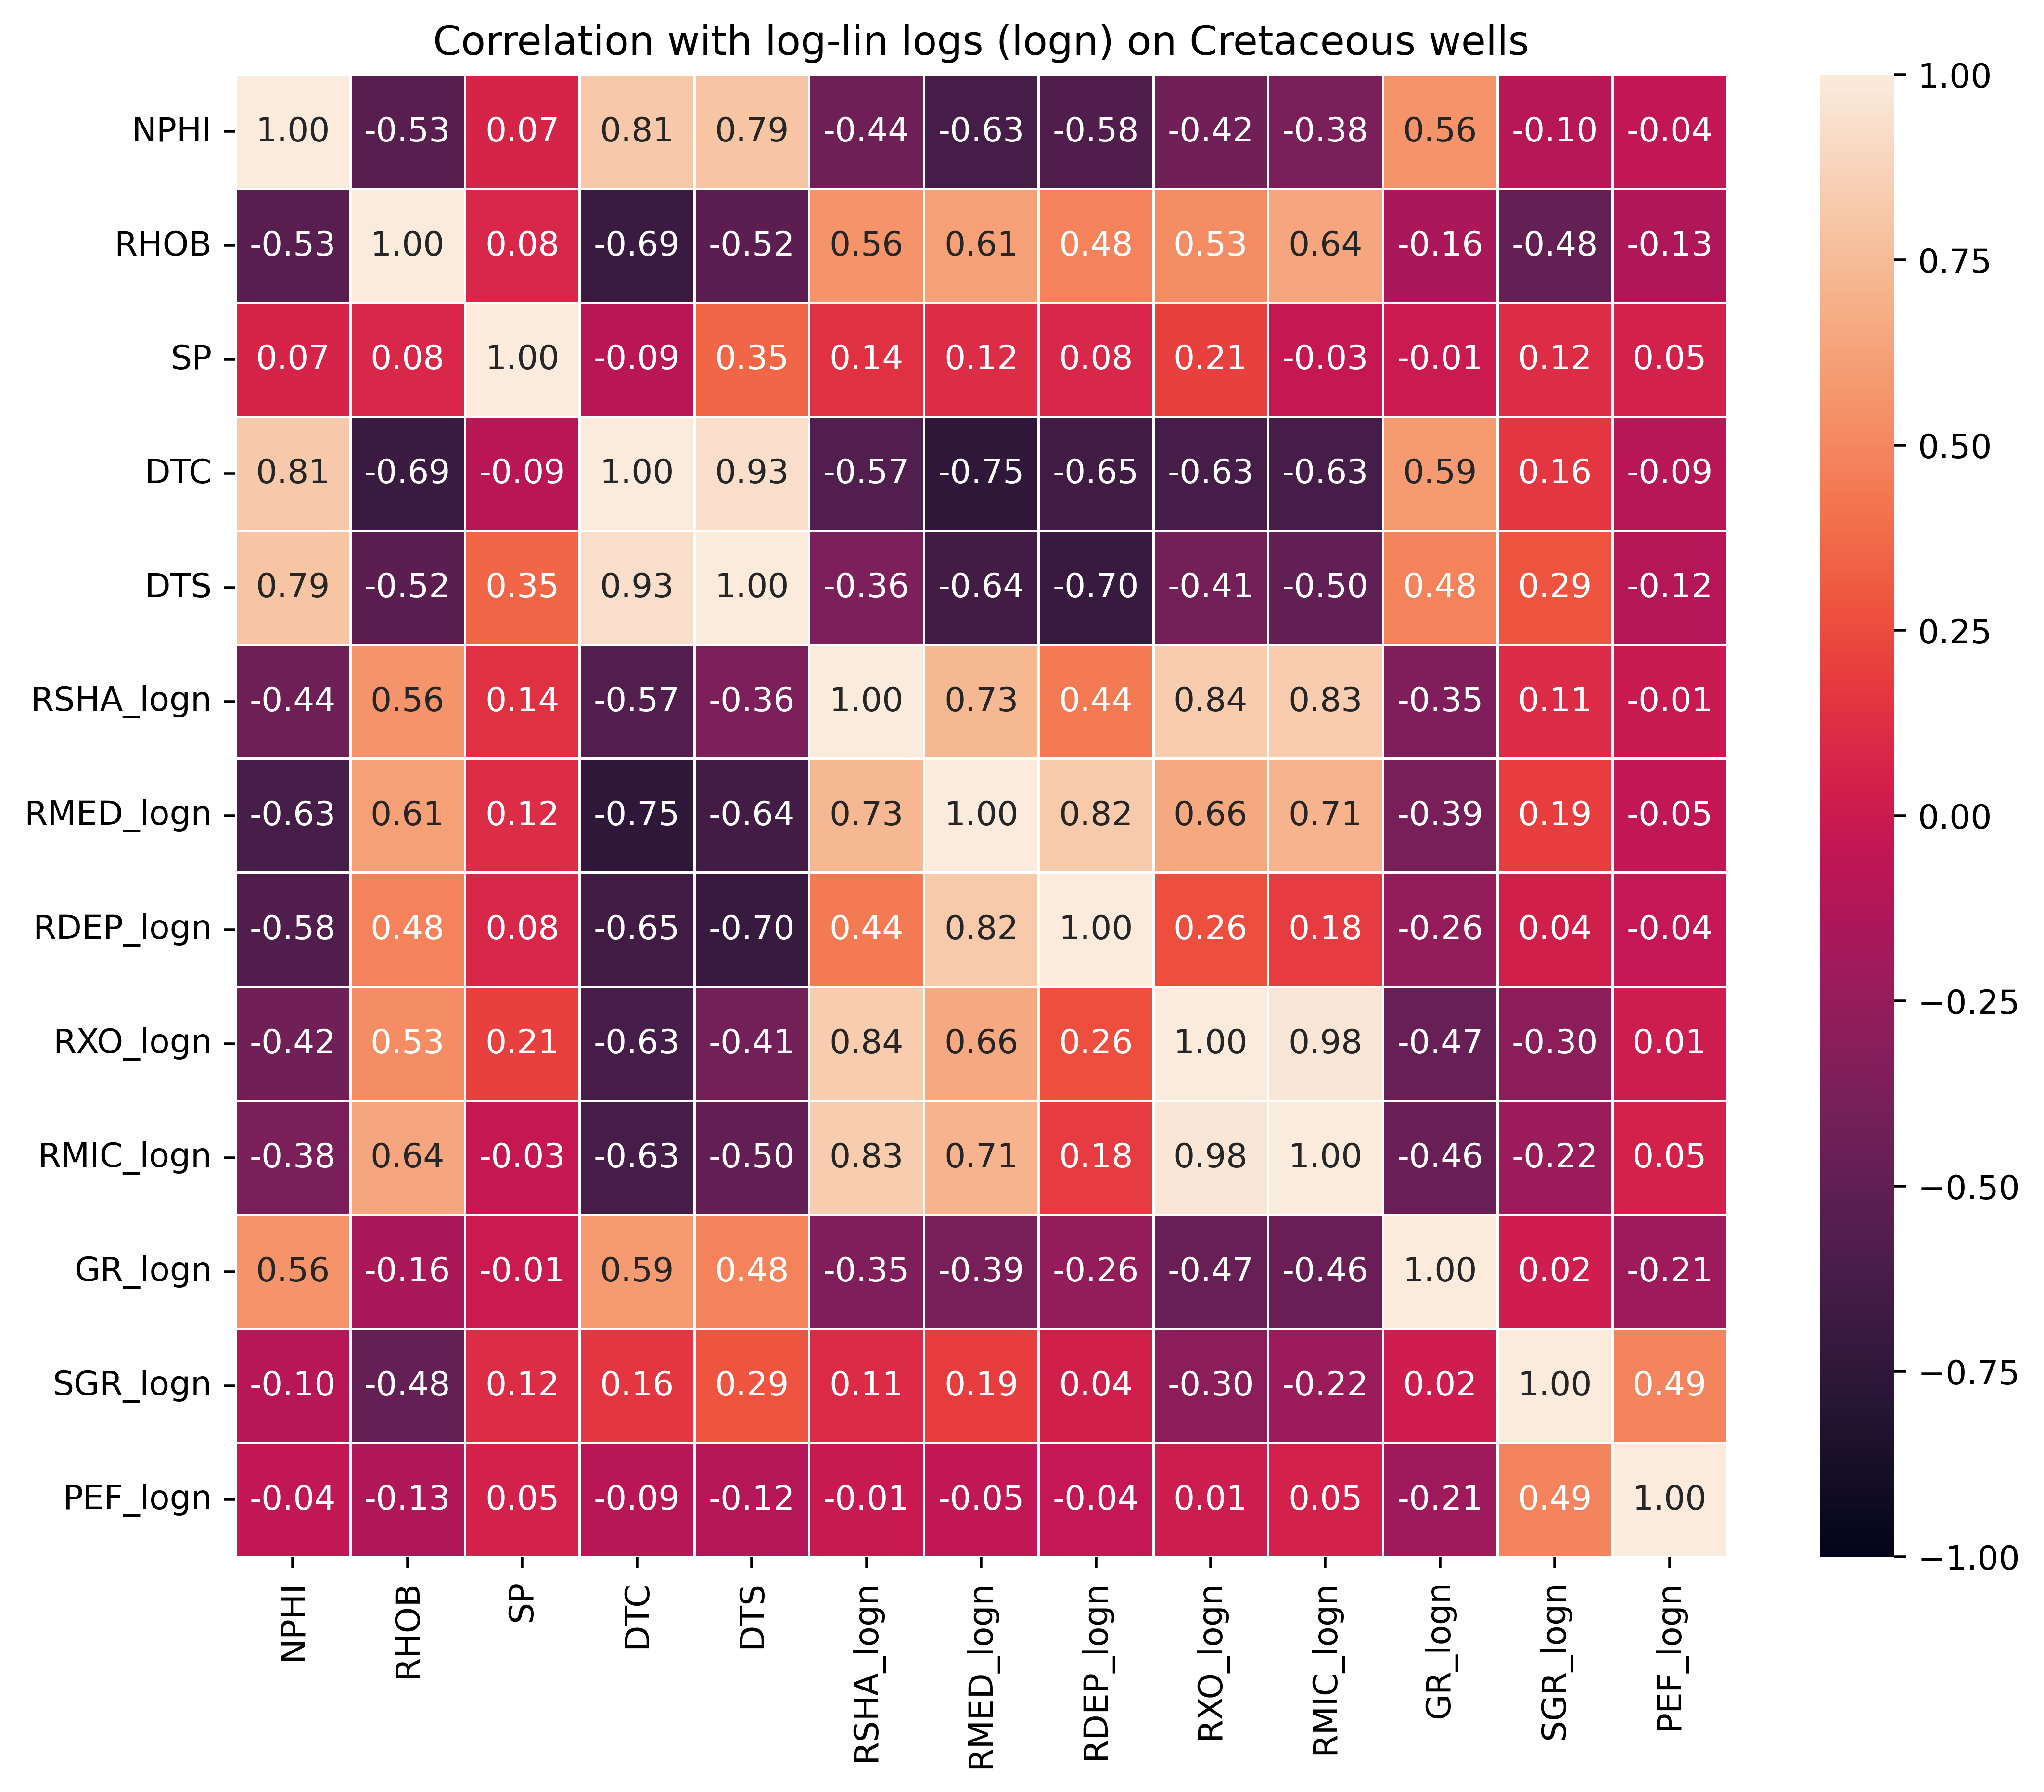 Correlation with log-lin logs (logn) on Cretaceous wells
NPHI 1.00 -0.53 0.07 0.81 0.79 -0.44 -0.63 -0.58 -0.42 -0.38 0.56 -0.10 -0.04
RHOB -0.53 1.00 0.08 -0.69 -0.52 0.56 0.61 0.48 0.53 0.64 -0.16 -0.48 -0.13
SP 0.07 0.08 1.00 -0.09 0.35 0.14 0.12 0.08 0.21 -0.03 -0.01 0.12 0.05
DTC 0.81 -0.69 -0.09 1.00 0.93 -0.57 -0.75 -0.65 -0.63 -0.63 0.59 0.16 -0.09
DTS 0.79 -0.52 0.35 0.93 1.00 -0.36 -0.64 -0.70 -0.41 -0.50 0.48 0.29 -0.12
RSHA_logn -0.44 0.56 0.14 -0.57 -0.36 1.00 0.73 0.44 0.84 0.83 -0.35 0.11 -0.01
RMED_logn -0.63 0.61 0.12 -0.75 -0.64 0.73 1.00 0.82 0.66 0.71 -0.39 0.19 -0.05
RDEP_logn -0.58 0.48 0.08 -0.65 -0.70 0.44 0.82 1.00 0.26 0.18 -0.26 0.04 -0.04
RXO_logn -0.42 0.53 0.21 -0.63 -0.41 0.84 0.66 0.26 1.00 0.98 -0.47 -0.30 0.01
RMIC_logn -0.38 0.64 -0.03 -0.63 -0.50 0.83 0.71 0.18 0.98 1.00 -0.46 -0.22 0.05
GR_logn 0.56 -0.16 -0.01 0.59 0.48 -0.35 -0.39 -0.26 -0.47 -0.46 1.00 0.02 -0.21
SGR_logn -0.10 -0.48 0.12 0.16 0.29 0.11 0.19 0.04 -0.30 -0.22 0.02 1.00 0.49
PEF_logn -0.04 -0.13 0.05 -0.09 -0.12 -0.01 -0.05 -0.04 0.01 0.05 -0.21 0.49 1.00
NPHI RHOB SP DTC DTS RSHA_logn RMED_logn RDEP_logn RXO_logn RMIC_logn GR_logn SGR_logn PEF_logn
1.00
0.75
0.50
0.25
0.00
−0.25
−0.50
−0.75
−1.00